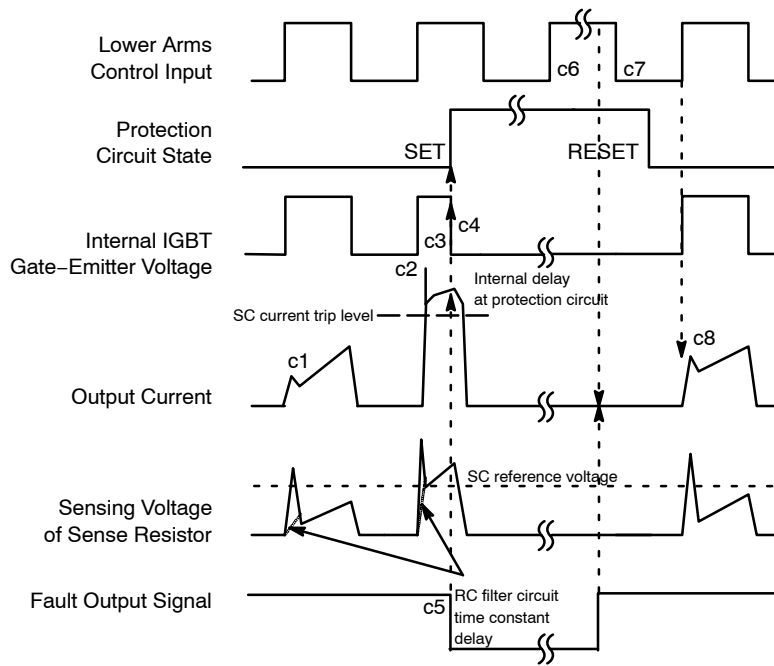 Lower Arms
Control Input
c6
c7
Protection
Circuit State
SET
RESET
Internal IGBT
Gate−Emitter Voltage
c3
c4
c2
Internal delay
at protection circuit
SC current trip level
c1
c8
Output Current
SC reference voltage
Sensing Voltage
of Sense Resistor
Fault Output Signal
c5
RC filter circuit
time constant
delay